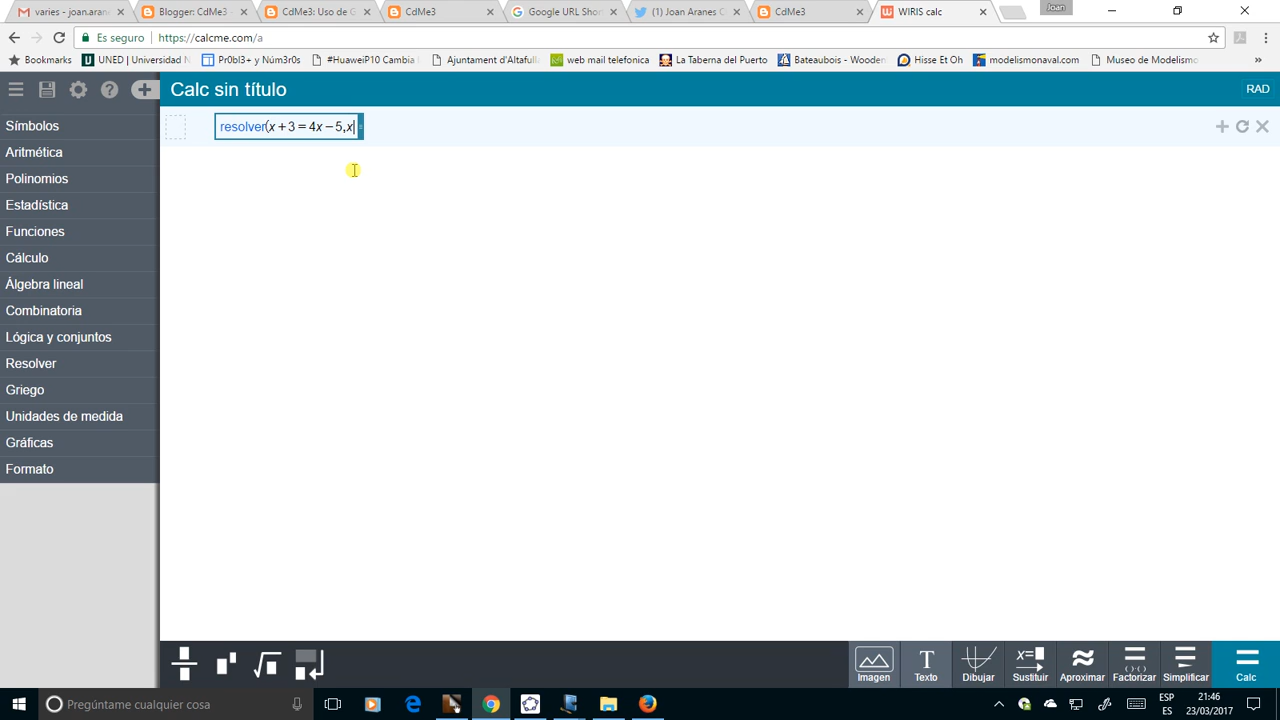 varies - joan.aran
Blogger: CdMe3 -
CdMe3: Uso de G
CdMe3
Google URL Shor
(1) Joan Aranes C
CdMe3
WIRIS calc
Joan
Es seguro
https://calcme.com/a
Bookmarks
UNED | Universidad N
Pr0bl3+ y Núm3r0s
#HuaweiP10 Cambia
Ajuntament d'Altafull
web mail telefonica
La Taberna del Puerto
Bateaubois - Wooden
Hisse Et Oh
modelismonaval.com
Museo de Modelismo
»
Calc sin título
RAD
Símbolos
resolver(x+3=4x−5,x
=
Aritmética
Polinomios
Estadística
Funciones
Cálculo
Álgebra lineal
Combinatoria
Lógica y conjuntos
Resolver
Griego
Unidades de medida
Gráficas
Formato
Imagen
Texto
Dibujar
Sustituir
Aproximar
Factorizar
Simplificar
Calc
Pregúntame cualquier cosa
ESP
ES
21:46
23/03/2017